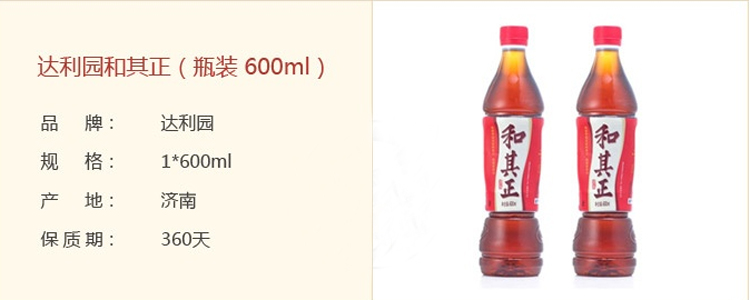 达利园和其正（瓶装 600ml）
品 牌： 达利园
规 格： 1*600ml
产 地： 济南
保质期： 360天
和其正
和其正